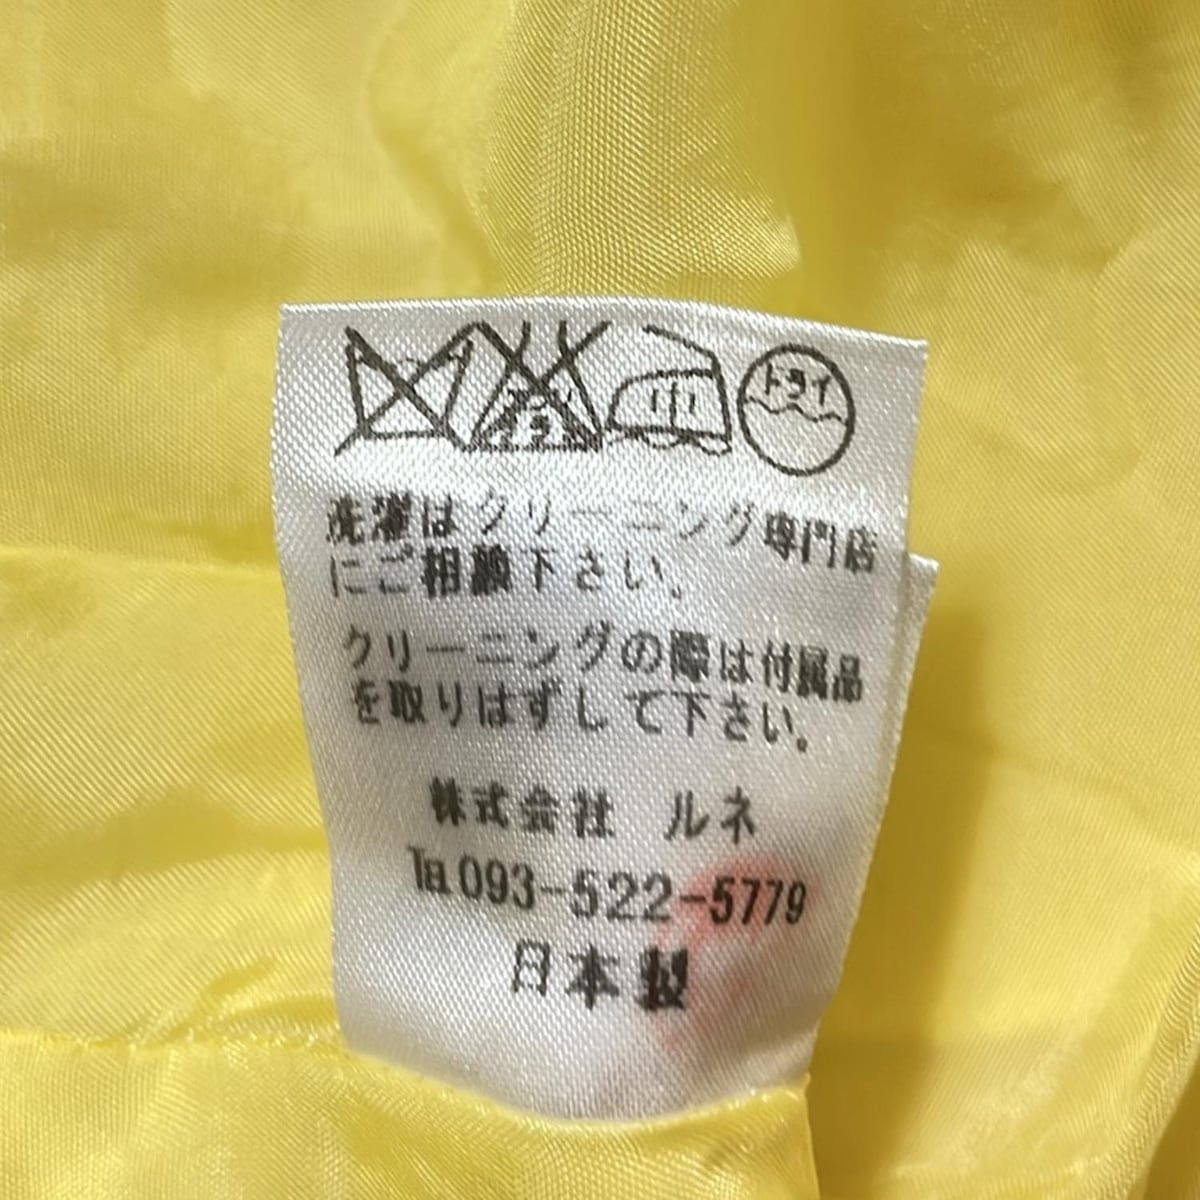 ドライ
洗濯はクリーニング専門店
にご相談下さい。
クリーニングの際は付属品
を取りはずして下さい。
株式会社 ルネ
TEL 093-522-5779
日本製